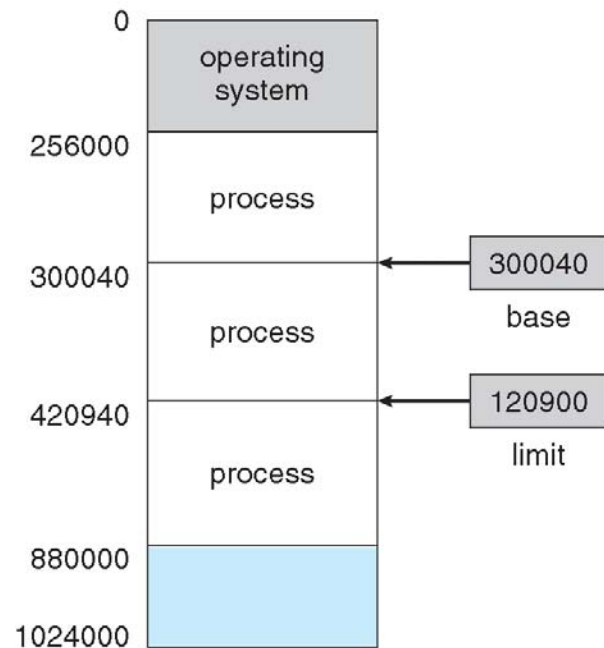 0
operating
system
256000
process
300040
300040
base
process
420940
120900
limit
process
880000
1024000